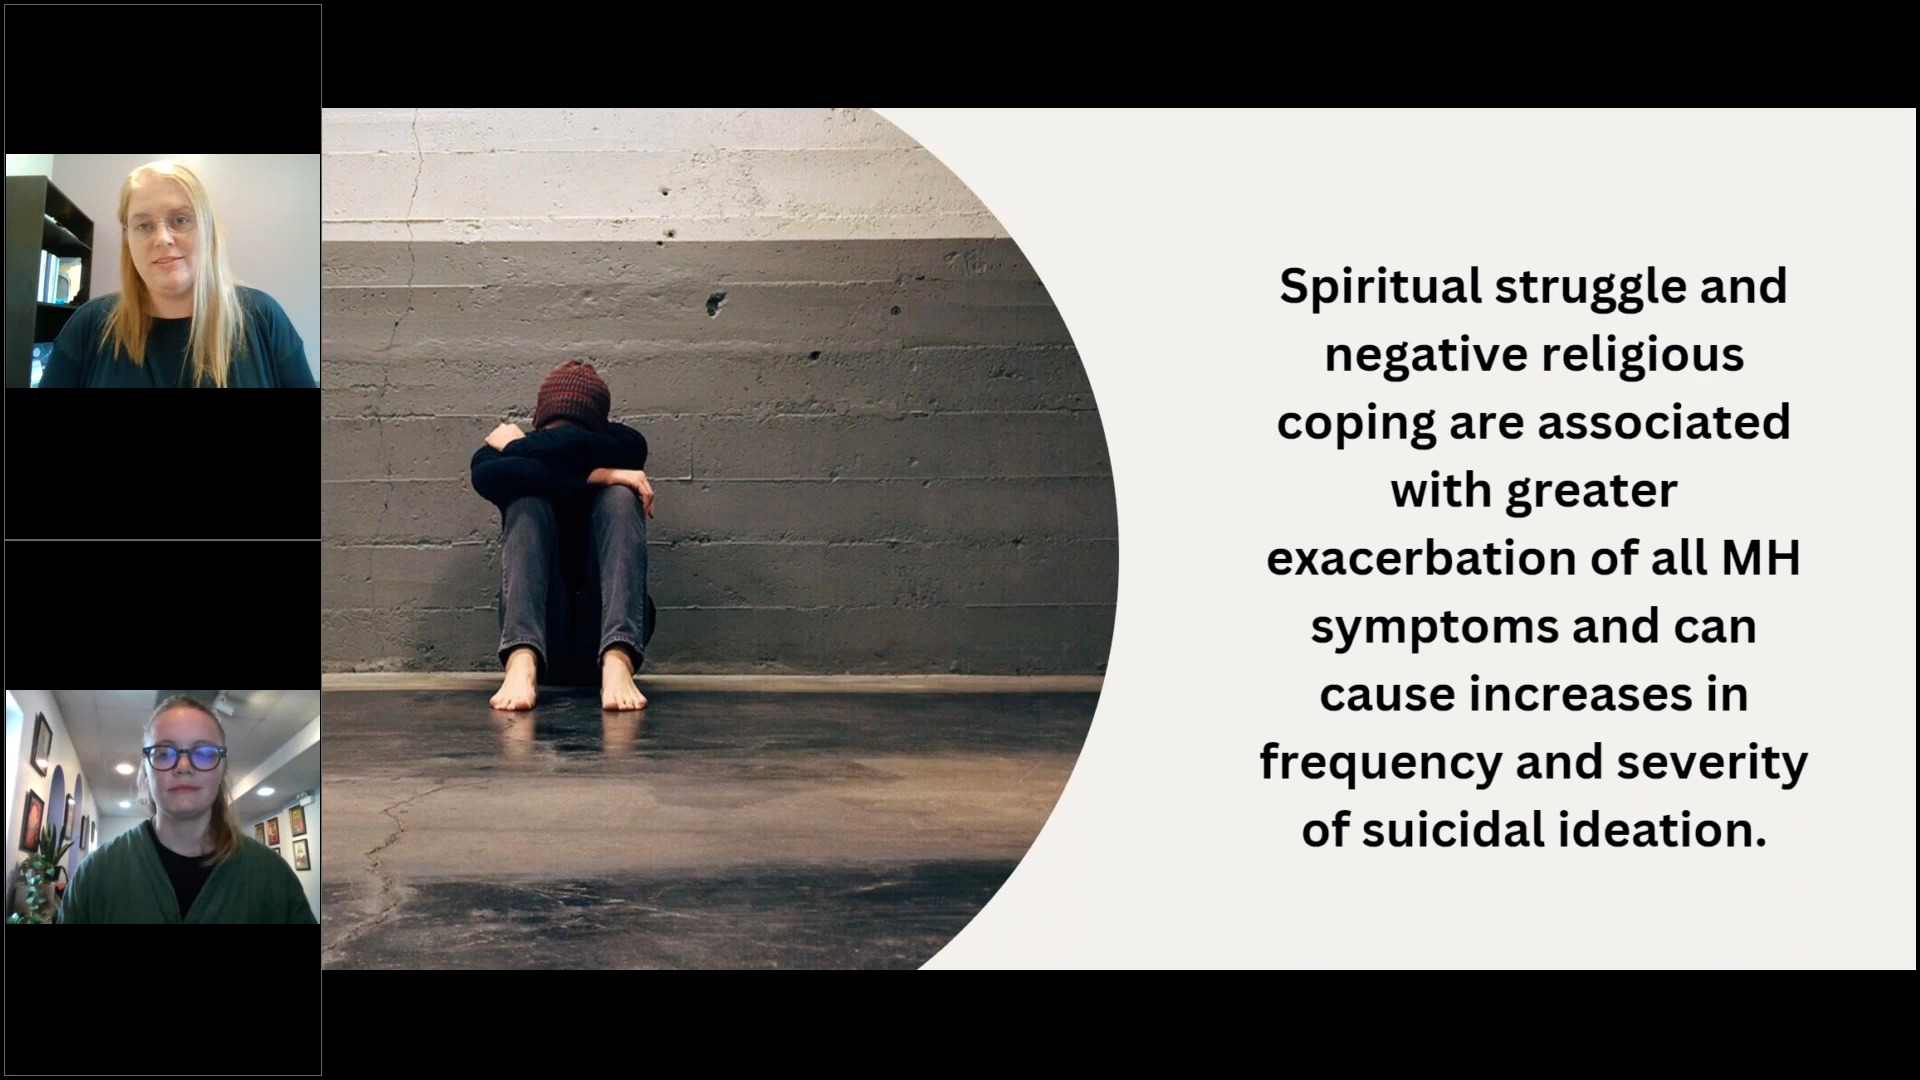 Spiritual struggle and
negative religious
coping are associated
with greater
exacerbation of all MH
symptoms and can
cause increases in
frequency and severity
of suicidal ideation.